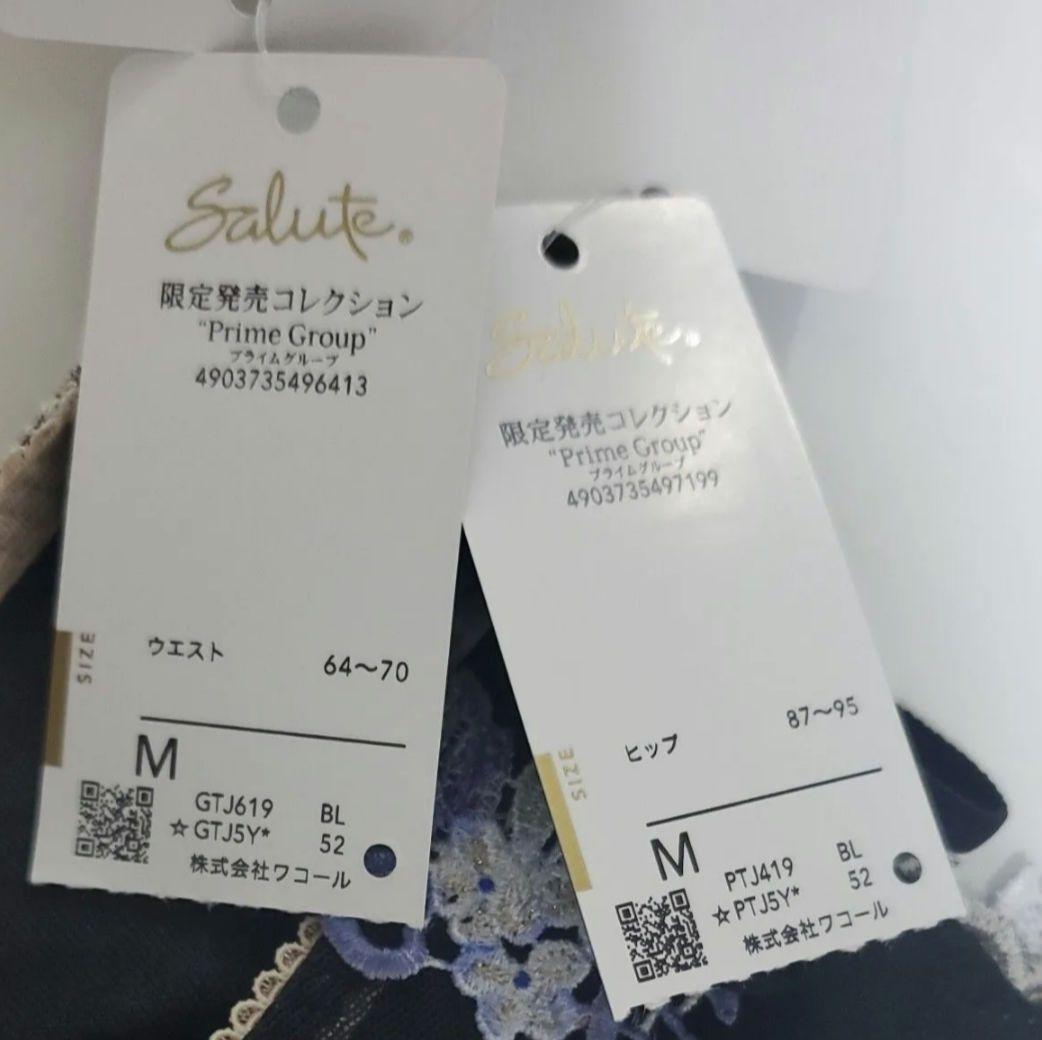 Salute®
限定発売コレクション
"Prime Group"
プライムグループ
4903735496413
SIZE
ウエスト
64〜70
M
GTJ619 BL
☆GTJ5Y* 52
株式会社ワコール
Salute®
限定発売コレクション
"Prime Group"
プライムグループ
4903735497199
SIZE
ヒップ
87〜95
M
PTJ419 BL
☆PTJ5Y* 52
株式会社ワコール